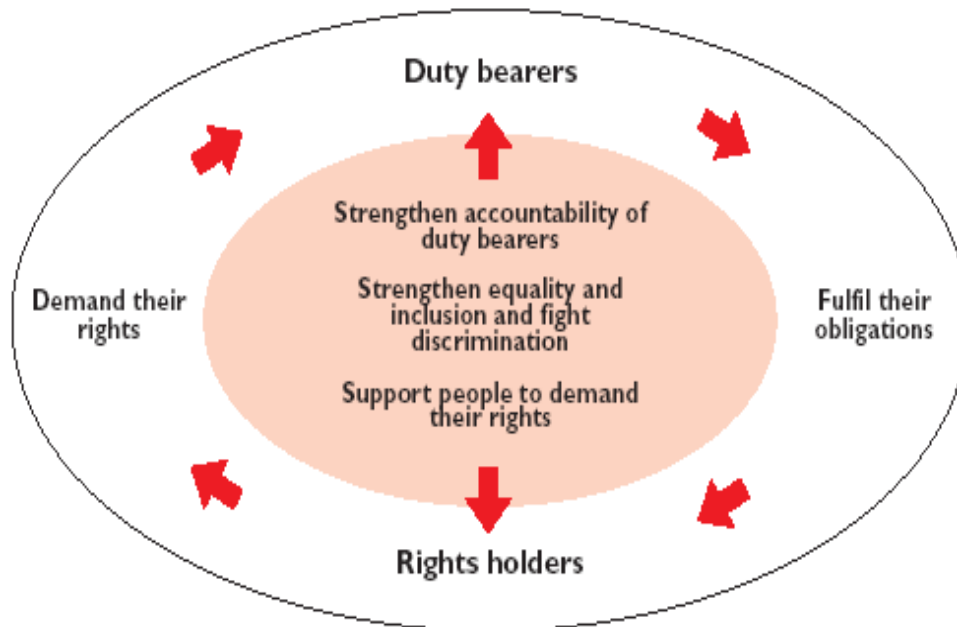 Duty bearers
Strengthen accountability of
duty bearers
Demand their
rights
Strengthen equality and
inclusion and fight
discrimination
Fulfil their
obligations
Support people to demand
their rights
Rights holders